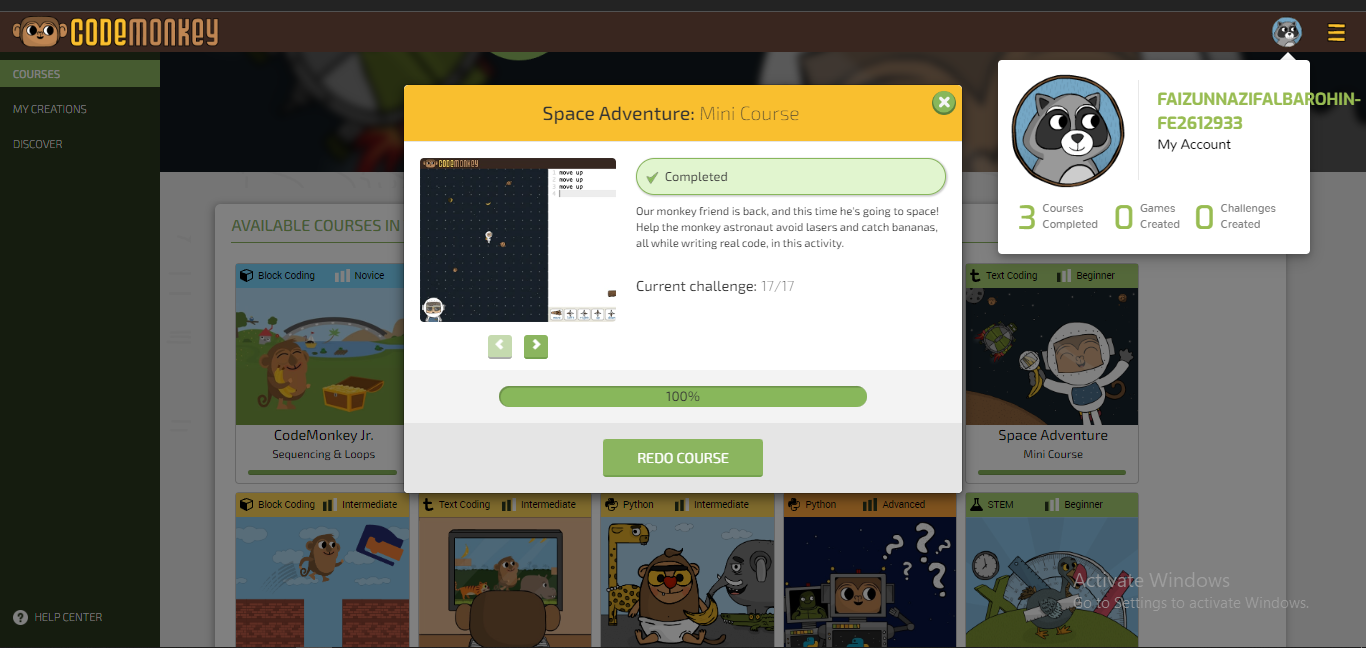 CODEMONKEY
COURSES
MY CREATIONS
DISCOVER
HELP CENTER
AVAILABLE COURSES IN
Space Adventure: Mini Course
CODEMONKEY
1 move up
2 move up
3 move up
4
Completed
Our monkey friend is back, and this time he's going to space!
Help the monkey astronaut avoid lasers and catch bananas,
all while writing real code, in this activity.
Current challenge: 17/17
100%
REDO COURSE
FAIZUNNAZIFALBAROHIN-
FE2612933
My Account
3 Courses Completed
0 Games Created
0 Challenges Created
Block Coding Novice
CodeMonkey Jr.
Sequencing & Loops
Text Coding Beginner
Space Adventure
Mini Course
Block Coding Intermediate
Text Coding Intermediate
Python Intermediate
Python Advanced
STEM Beginner
Activate Windows
Go to Settings to activate Windows.